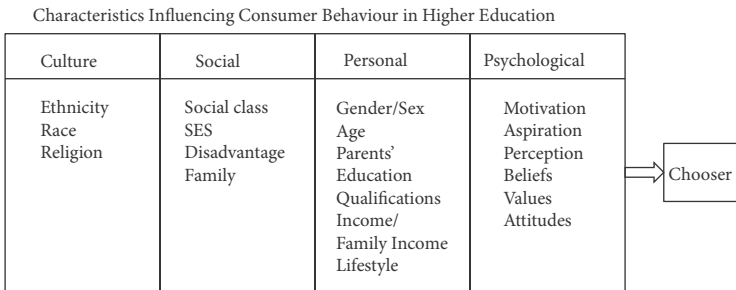 Characteristics Influencing Consumer Behaviour in Higher Education
Culture
Social
Personal
Psychological
Ethnicity
Race
Religion
Social class
SES
Disadvantage
Family
Gender/Sex
Age
Parents'
Education
Qualifications
Income/
Family Income
Lifestyle
Motivation
Aspiration
Perception
Beliefs
Values
Attitudes
Chooser